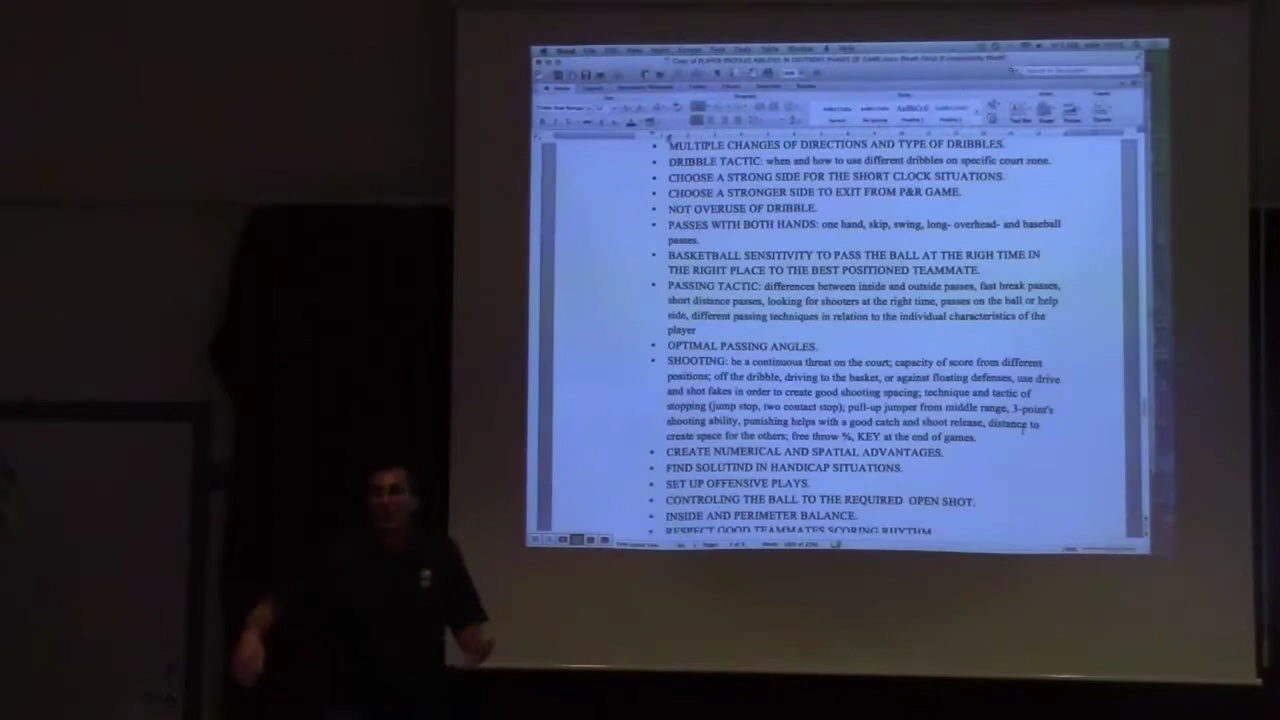 • MULTIPLE CHANGES OF DIRECTIONS AND TYPE OF DRIBBLES.
• DRIBBLE TACTIC: when and how to use different dribbles on specific court zone.
• CHOOSE A STRONG SIDE FOR THE SHORT CLOCK SITUATIONS.
• CHOOSE A STRONGER SIDE TO EXIT FROM P&R GAME.
• NOT OVERUSE OF DRIBBLE.
• PASSES WITH BOTH HANDS: one hand, skip, swing, long- overhead- and baseball
passes.
• BASKETBALL SENSITIVITY TO PASS THE BALL AT THE RIGH TIME IN
THE RIGHT PLACE TO THE BEST POSITIONED TEAMMATE.
• PASSING TACTIC: differences between inside and outside passes, fast break passes,
short distance passes, looking for shooters at the right time, passes on the ball or help
side, different passing techniques in relation to the individual characteristics of the
player
• OPTIMAL PASSING ANGLES.
• SHOOTING: be a continuous threat on the court; capacity of score from different
positions; off the dribble, driving to the basket, or against floating defenses, use drive
and shot fakes in order to create good shooting spacing; technique and tactic of
stopping (jump stop, two contact stop); pull-up jumper from middle range, 3-point's
shooting ability, punishing helps with a good catch and shoot release, distance to
create space for the others; free throw %, KEY at the end of games.
• CREATE NUMERICAL AND SPATIAL ADVANTAGES.
• FIND SOLUTIND IN HANDICAP SITUATIONS.
• SET UP OFFENSIVE PLAYS.
• CONTROLING THE BALL TO THE REQUIRED OPEN SHOT.
• INSIDE AND PERIMETER BALANCE.
• RESPECT GOOD TEAMMATES SCORING RHYTHM